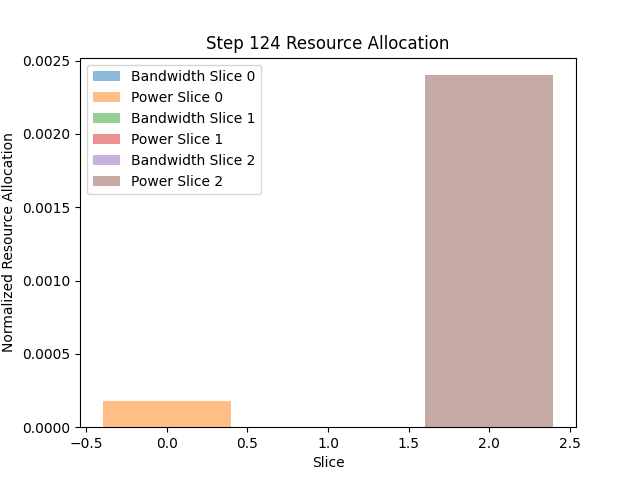 Step 124 Resource Allocation
Normalized Resource Allocation
0.0025
0.0020
0.0015
0.0010
0.0005
0.0000
Bandwidth Slice 0
Power Slice 0
Bandwidth Slice 1
Power Slice 1
Bandwidth Slice 2
Power Slice 2
−0.5 0.0 0.5 1.0 1.5 2.0 2.5
Slice